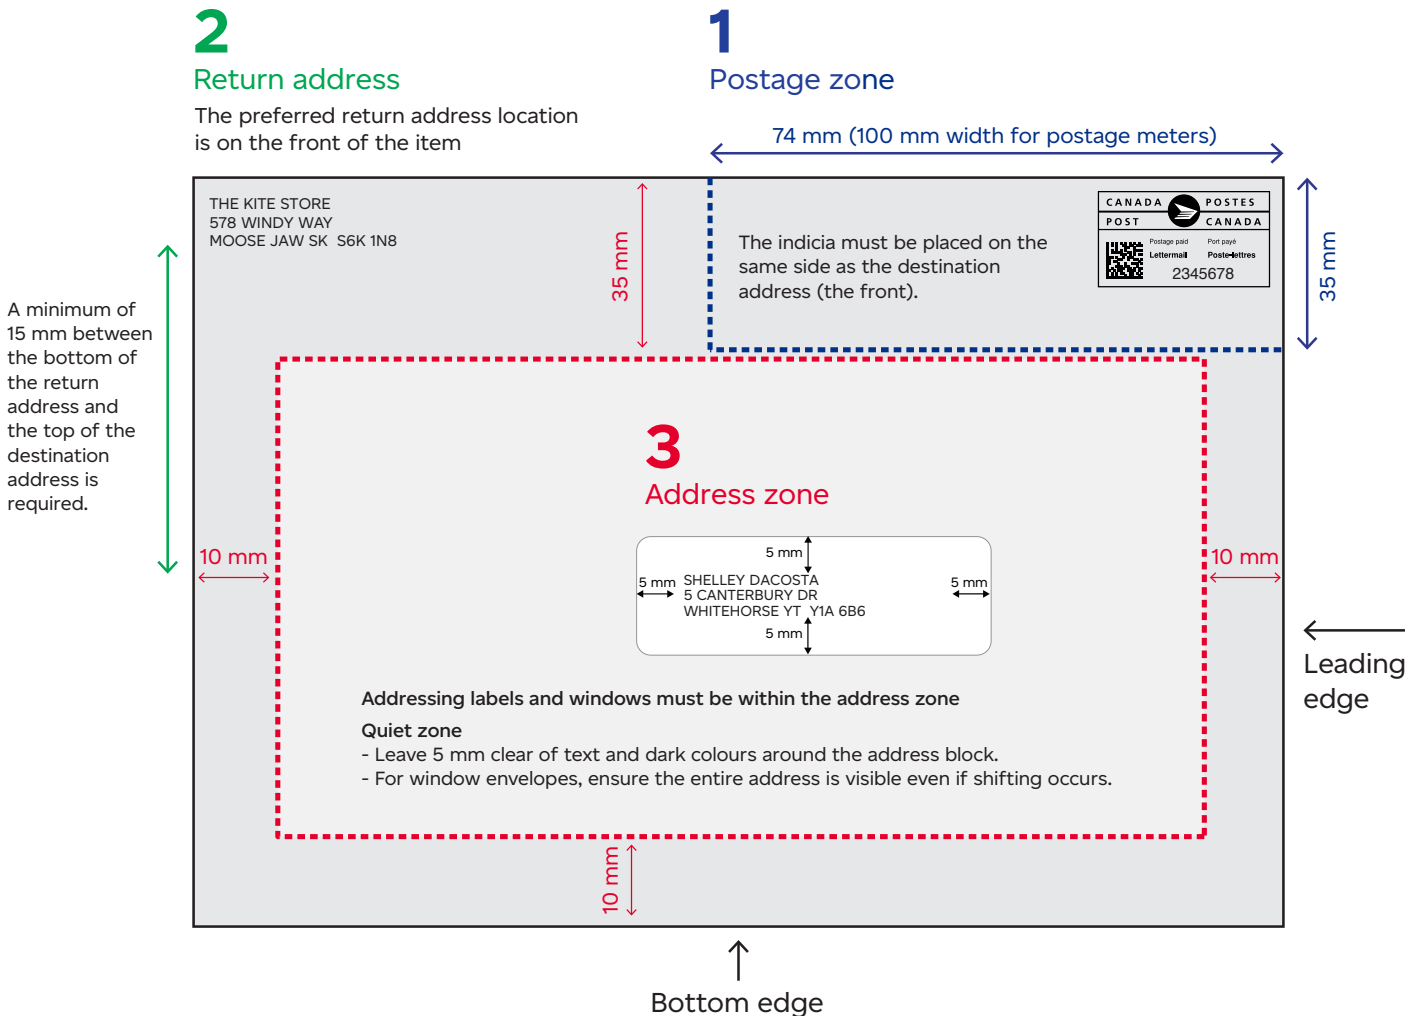 2
Return address
The preferred return address location
is on the front of the item
1
Postage zone
74 mm (100 mm width for postage meters)
THE KITE STORE
578 WINDY WAY
MOOSE JAW SK  S6K 1N8
35 mm
The indicia must be placed on the
same side as the destination
address (the front).
CANADA POSTES
POST CANADA
Postage paid Port payé
Lettermail Poste-lettres
2345678
35 mm
A minimum of
15 mm between
the bottom of
the return
address and
the top of the
destination
address is
required.
3
Address zone
10 mm
10 mm
5 mm
5 mm
SHELLEY DACOSTA
5 CANTERBURY DR
WHITEHORSE YT  Y1A 6B6
5 mm
5 mm
Leading
edge
Addressing labels and windows must be within the address zone
Quiet zone
- Leave 5 mm clear of text and dark colours around the address block.
- For window envelopes, ensure the entire address is visible even if shifting occurs.
10 mm
Bottom edge